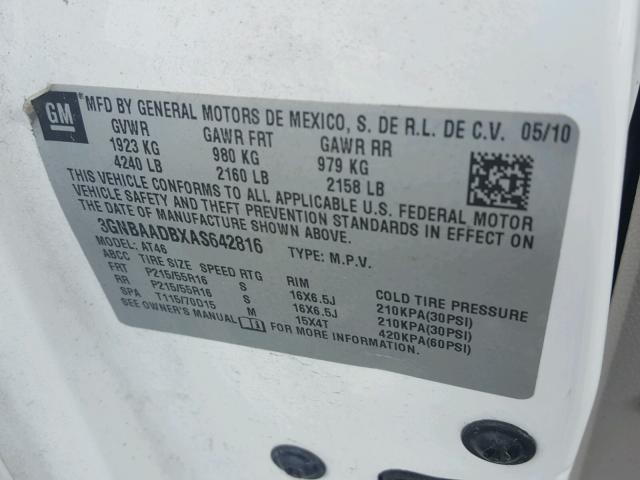 GM
MFD BY GENERAL MOTORS DE MEXICO, S. DE R.L. DE C.V. 05/10
GVWR GAWR FRT GAWR RR
1923 KG 980 KG 979 KG
4240 LB 2160 LB 2158 LB
THIS VEHICLE CONFORMS TO ALL APPLICABLE U.S. FEDERAL MOTOR
VEHICLE SAFETY AND THEFT PREVENTION STANDARDS IN EFFECT ON
THE DATE OF MANUFACTURE SHOWN ABOVE.
3GNBAADBXAS642816 TYPE: M.P.V.
MODEL: AT46
ABCC TIRE SIZE SPEED RTG RIM COLD TIRE PRESSURE
FRT P215/55R16 S 16X6.5J 210KPA(30PSI)
RR P215/55R16 S 16X6.5J 210KPA(30PSI)
SPA T115/70D15 M 15X4T 420KPA(60PSI)
SEE OWNER'S MANUAL FOR MORE INFORMATION.